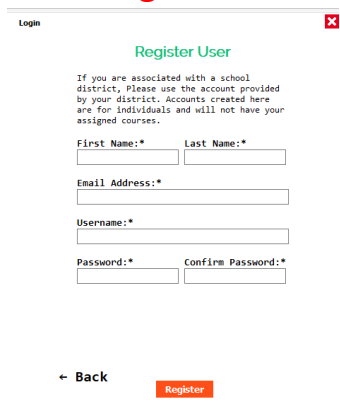 Login
Register User
If you are associated with a school
district, Please use the account provided
by your district. Accounts created here
are for individuals and will not have your
assigned courses.
First Name:* Last Name:*
Email Address:*
Username:*
Password:* Confirm Password:*
← Back
Register